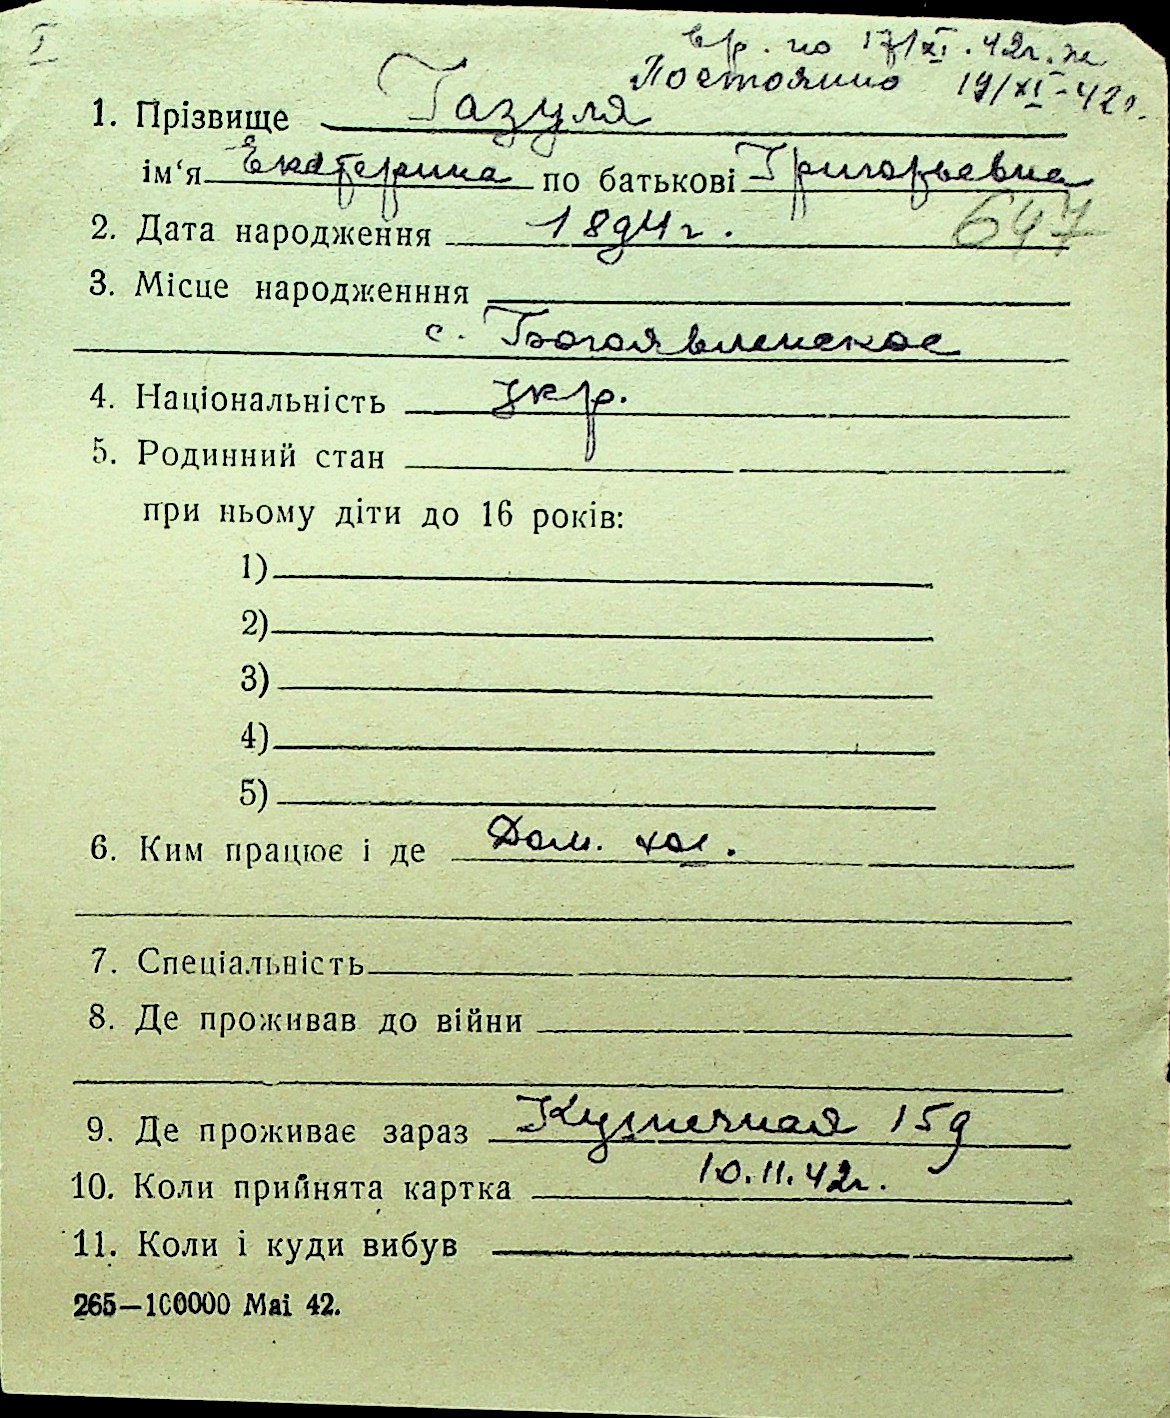 I
вр. по 17/XI.42г.
Постоянно 19/XI-42г.
1. Прізвище Газуля
ім‘я Екатерина по батькові Григорьевна
2. Дата народження 1894г.
647
3. Місце народженння
с. Богоявленское
4. Національність укр.
5. Родинний стан
при ньому діти до 16 років:
1)
2)
3)
4)
5)
6. Ким працює і де Дом. хоз.
7. Спеціальність
8. Де проживав до війни
9. Де проживає зараз Кузнечная 159
10. Коли прийнята картка 10.11.42г.
11. Коли і куди вибув
265—100000 Mai 42.